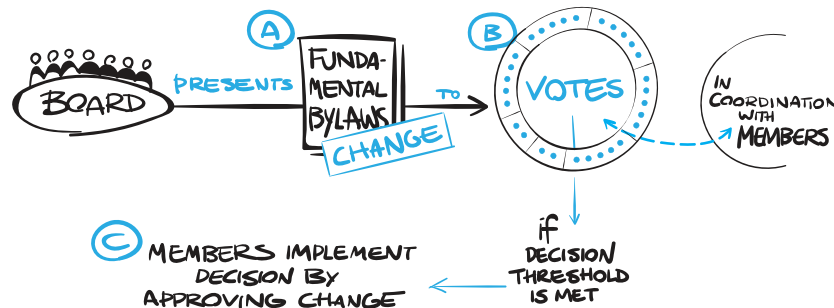 A
BOARD
PRESENTS
FUNDA-
MENTAL
BYLAWS
CHANGE
TO
B
VOTES
IN
COORDINATION
WITH
MEMBERS
if
DECISION
THRESHOLD
IS MET
C
MEMBERS IMPLEMENT
DECISION BY
APPROVING CHANGE